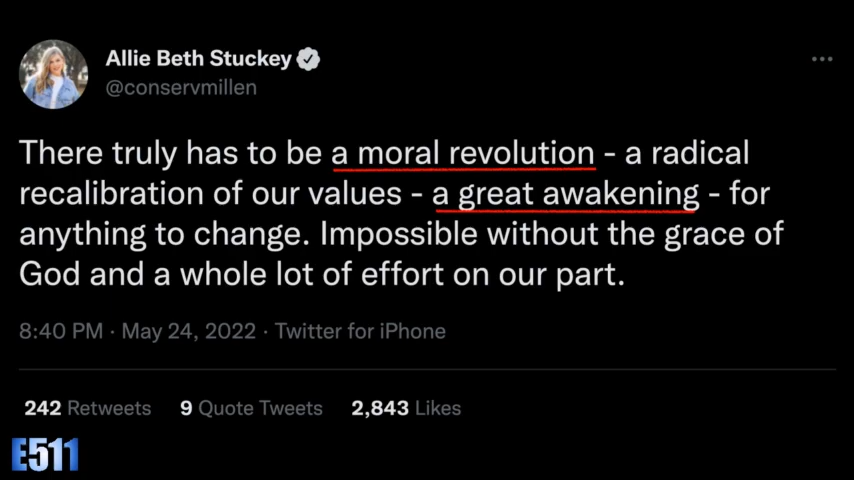 Allie Beth Stuckey
@conservmillen
There truly has to be a moral revolution - a radical
recalibration of our values - a great awakening - for
anything to change. Impossible without the grace of
God and a whole lot of effort on our part.
8:40 PM · May 24, 2022 · Twitter for iPhone
242 Retweets 9 Quote Tweets 2,843 Likes
E511